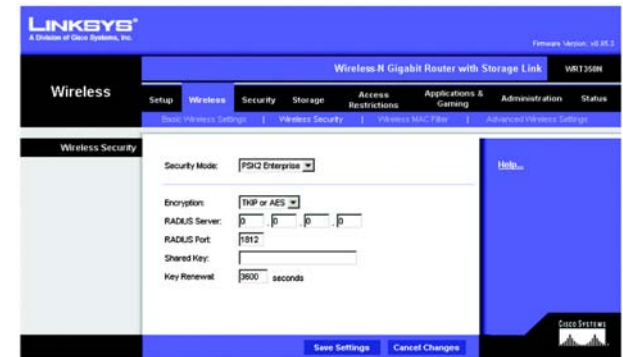 LINKSYS®
A Division of Cisco Systems, Inc.
Firmware Version:
Wireless-N Gigabit Router with Storage Link WRT350N
Wireless
Setup Wireless Security Storage Access Restrictions Applications & Gaming Administration Status
Basic Wireless Settings | Wireless Security | Wireless MAC Filter | Advanced Wireless Settings
Wireless Security
Security Mode: PSK2 Enterprise
Help...
Encryption: TKIP or AES
RADIUS Server: 0 . 0 . 0 . 0
RADIUS Port: 1812
Shared Key:
Key Renewal: 3600 seconds
CISCO SYSTEMS
Save Settings Cancel Changes